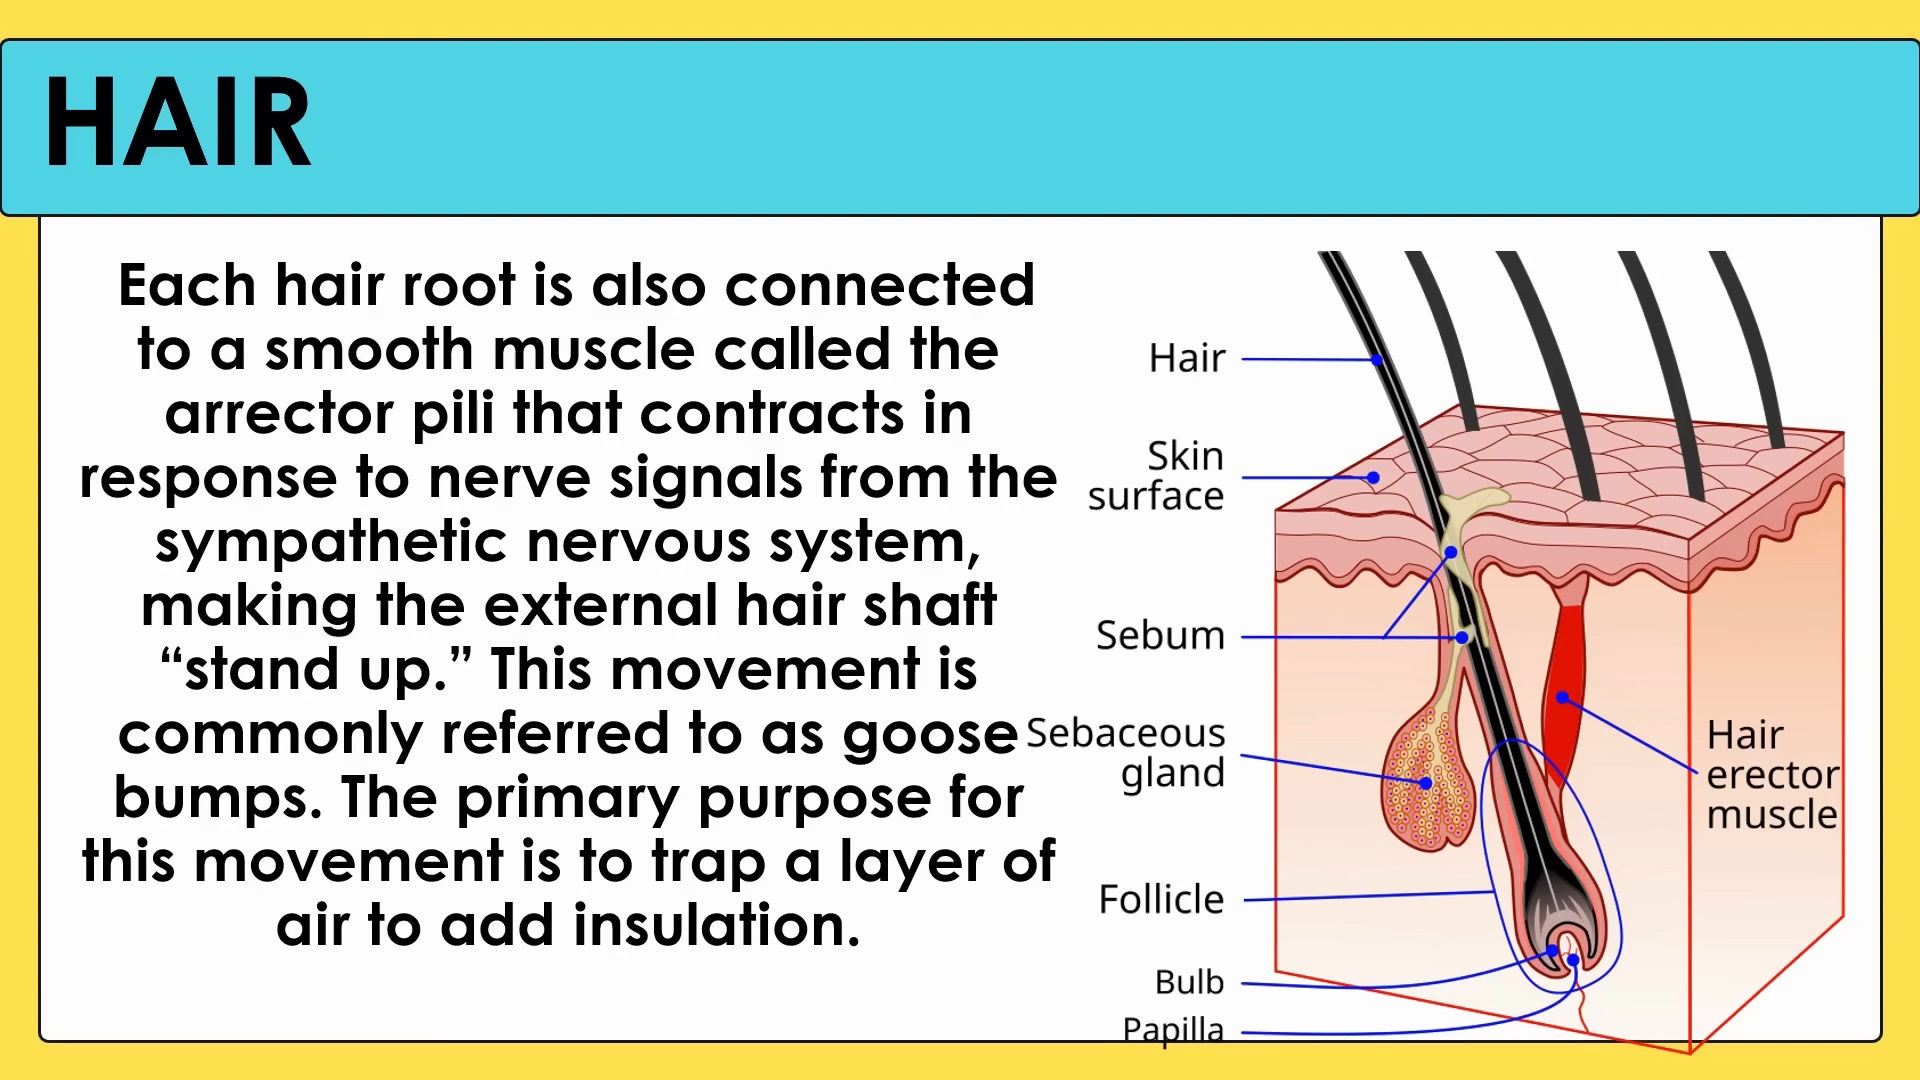 HAIR
Each hair root is also connected
to a smooth muscle called the
arrector pili that contracts in
response to nerve signals from the
sympathetic nervous system,
making the external hair shaft
“stand up.” This movement is
commonly referred to as goose
bumps. The primary purpose for
this movement is to trap a layer of
air to add insulation.
Hair
Skin
surface
Sebum
Sebaceous
gland
Hair
erector
muscle
Follicle
Bulb
Papilla